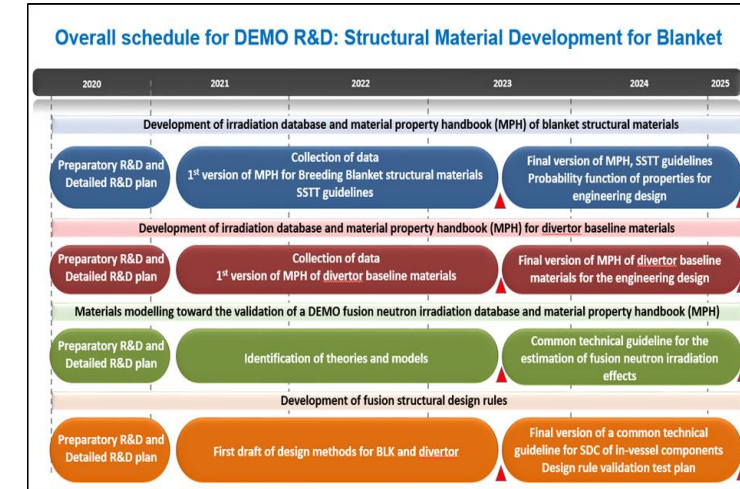 Overall schedule for DEMO R&D: Structural Material Development for Blanket
2020 2021 2022 2023 2024 2025
Development of irradiation database and material property handbook (MPH) of blanket structural materials
Preparatory R&D and
Detailed R&D plan
Collection of data
1st version of MPH for Breeding Blanket structural materials
SSTT guidelines
Final version of MPH, SSTT guidelines
Probability function of properties for
engineering design
Development of irradiation database and material property handbook (MPH) for divertor baseline materials
Preparatory R&D and
Detailed R&D plan
Collection of data
1st version of MPH of divertor baseline materials
Final version of MPH of divertor baseline
materials for the engineering design
Materials modelling toward the validation of a DEMO fusion neutron irradiation database and material property handbook (MPH)
Preparatory R&D and
Detailed R&D plan
Identification of theories and models
Common technical guideline for the
estimation of fusion neutron irradiation
effects
Development of fusion structural design rules
Preparatory R&D and
Detailed R&D plan
First draft of design methods for BLK and divertor
Final version of a common technical
guideline for SDC of in-vessel components
Design rule validation test plan